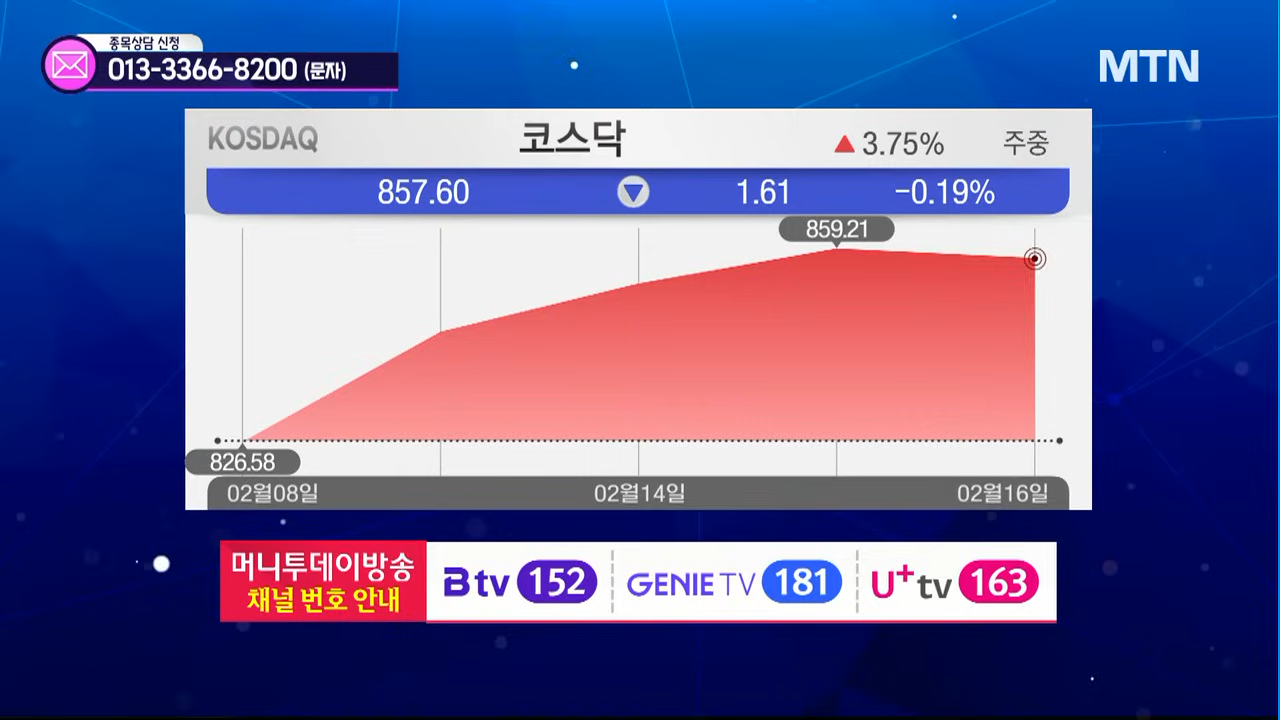 종목상담 신청
013-3366-8200 (문자)
MTN
KOSDAQ 코스닥 ▲ 3.75% 주중
857.60 ▼ 1.61 -0.19%
859.21
826.58
02월08일 02월14일 02월16일
머니투데이방송
채널 번호 안내
B tv 152 GENIE TV 181 U+tv 163